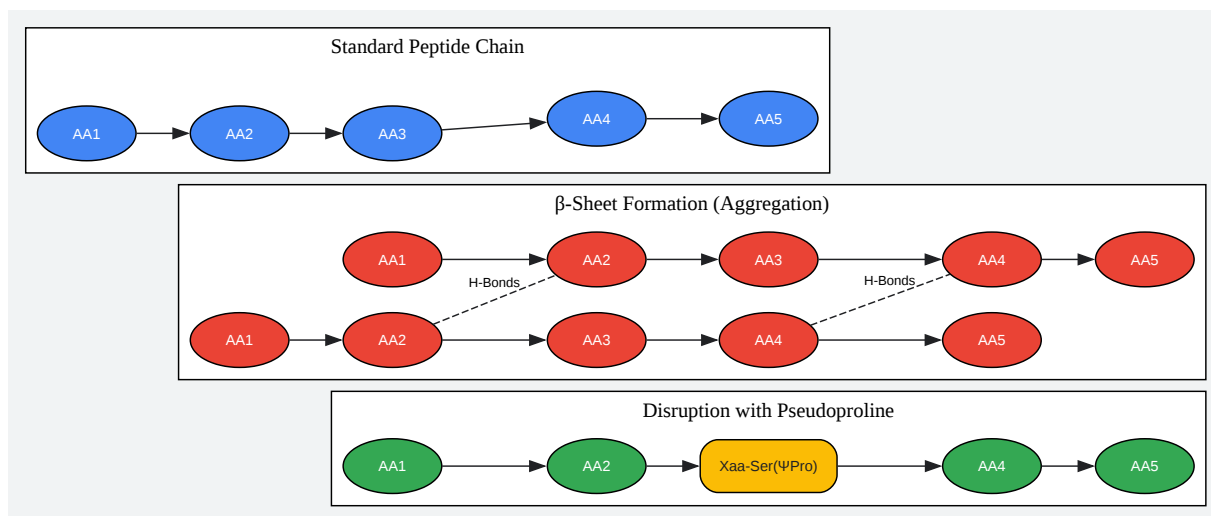 Standard Peptide Chain
AA1 AA2 AA3 AA4 AA5
β-Sheet Formation (Aggregation)
AA1 AA2 AA3 AA4 AA5
H-Bonds H-Bonds
AA1 AA2 AA3 AA4 AA5
Disruption with Pseudoproline
AA1 AA2 Xaa-Ser(ΨPro) AA4 AA5